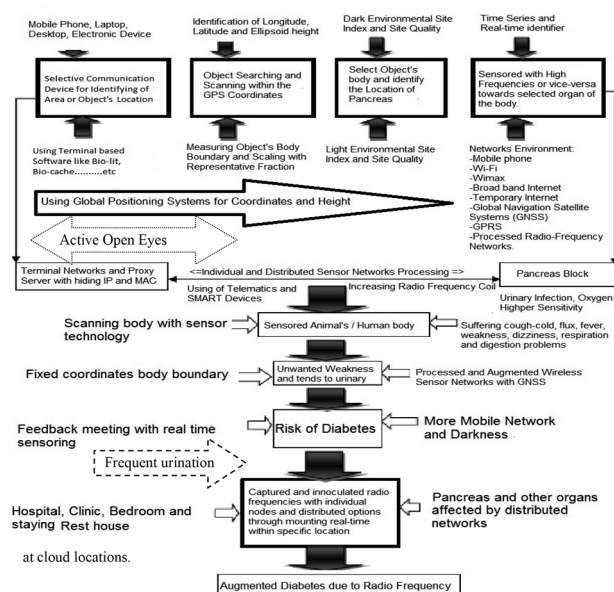 Mobile Phone, Laptop,
Desktop, Electronic Device
Identification of Longitude,
Latitude and Ellipsoid height
Dark Environmental Site
Index and Site Quality
Time Series and
Real-time identifier
Selective Communication
Device for Identifying of
Area or Object's Location
Object Searching and
Scanning within the
GPS Coordinates
Select Object's
body and identify
the Location of
Pancreas
Sensored with High
Frequencies or vice-versa
towards selected organ of
the body.
Using Terminal based
Software like Bio-lit,
Bio-cache..........etc
Measuring Object's Body
Boundary and Scaling with
Representative Fraction
Light Environmental Site
Index and Site Quality
Networks Environment:
-Mobile phone
-Wi-Fi
-Wimax
-Broad band Internet
-Temporary Internet
-Global Navigation Satellite
Systems (GNSS)
-GPRS
-Processed Radio-Frequency
Networks.
Using Global Positioning Systems for Coordinates and Height
Active Open Eyes
Terminal Networks and Proxy
Server with hiding IP and MAC
<=Individual and Distributed Sensor Networks Processing =>
Using of Telematics and
SMART Devices
Increasing Radio Frequency Coil
Pancreas Block
Urinary Infection, Oxygen
Highper Sensitivity
Scanning body with sensor
technology
Sensored Animal's / Human body
Suffering cough-cold, flux, fever,
weakness, dizziness, respiration
and digestion problems
Fixed coordinates body boundary
Unwanted Weakness
and tends to urinary
Processed and Augmented Wireless
Sensor Networks with GNSS
Feedback meeting with real time
sensoring
Risk of Diabetes
More Mobile Network
and Darkness
Frequent urination
Hospital, Clinic, Bedroom and
staying Rest house
at cloud locations.
Captured and innoculated radio
frequencies with individual
nodes and distributed options
through mounting real-time
within specific location
Pancreas and other organs
affected by distributed
networks
Augmented Diabetes due to Radio Frequency